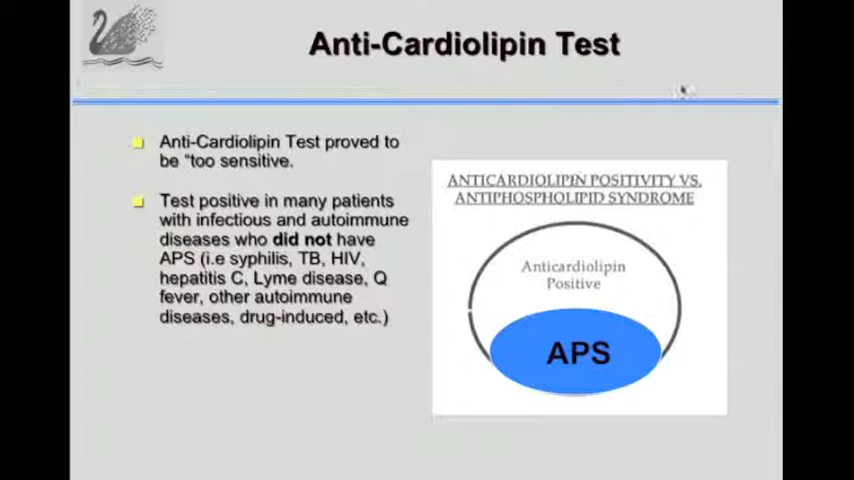 Anti-Cardiolipin Test
Anti-Cardiolipin Test proved to
be “too sensitive.
Test positive in many patients
with infectious and autoimmune
diseases who did not have
APS (i.e syphilis, TB, HIV,
hepatitis C, Lyme disease, Q
fever, other autoimmune
diseases, drug-induced, etc.)
ANTICARDIOLIPIN POSITIVITY VS.
ANTIPHOSPHOLIPID SYNDROME
Anticardiolipin
Positive
APS